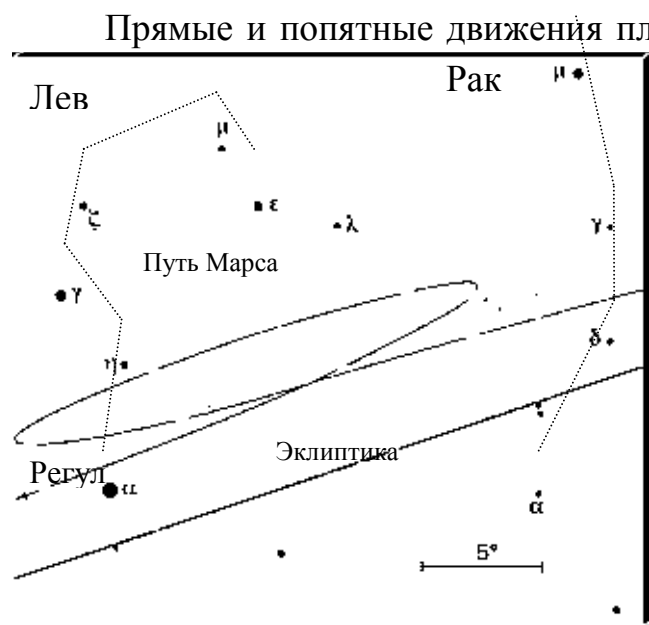 Прямые и попятные движения пл
Рак
μ
Лев
μ
ζ
ε
λ
γ
Путь Марса
γ
η
δ
Эклиптика
Регул
α
α
5°